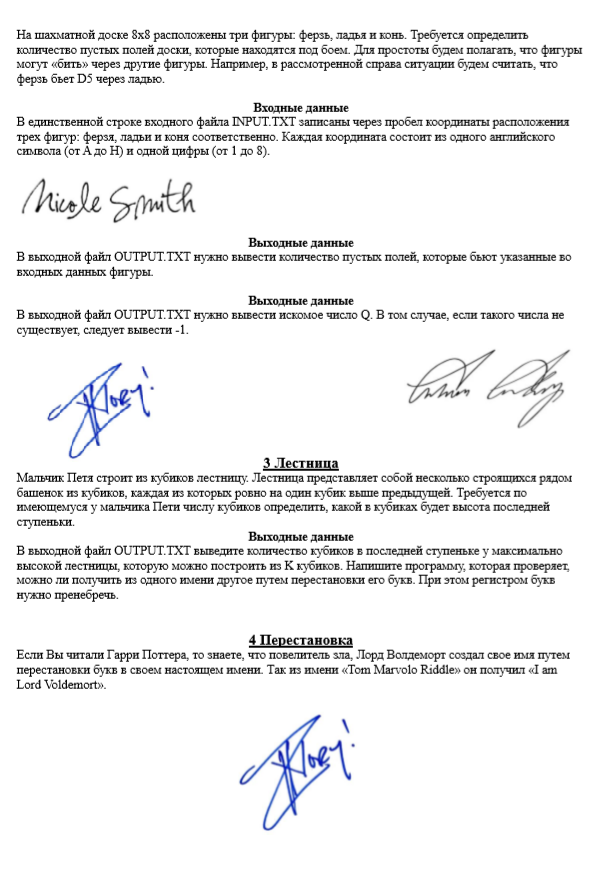 На шахматной доске 8х8 расположены три фигуры: ферзь, ладья и конь. Требуется определить
количество пустых полей доски, которые находятся под боем. Для простоты будем полагать, что фигуры
могут «бить» через другие фигуры. Например, в рассмотренной справа ситуации будем считать, что
ферзь бьет D5 через ладью.
Входные данные
В единственной строке входного файла INPUT.TXT записаны через пробел координаты расположения
трех фигур: ферзя, ладьи и коня соответственно. Каждая координата состоит из одного английского
символа (от A до H) и одной цифры (от 1 до 8).
Nicole Smith
Выходные данные
В выходной файл OUTPUT.TXT нужно вывести количество пустых полей, которые бьют указанные во
входных данных фигуры.
Выходные данные
В выходной файл OUTPUT.TXT нужно вывести искомое число Q. В том случае, если такого числа не
существует, следует вывести -1.
3 Лестница
Мальчик Петя строит из кубиков лестницу. Лестница представляет собой несколько строящихся рядом
башенок из кубиков, каждая из которых ровно на один кубик выше предыдущей. Требуется по
имеющемуся у мальчика Пети числу кубиков определить, какой в кубиках будет высота последней
ступеньки.
Выходные данные
В выходной файл OUTPUT.TXT выведите количество кубиков в последней ступеньке у максимально
высокой лестницы, которую можно построить из K кубиков. Напишите программу, которая проверяет,
можно ли получить из одного имени другое путем перестановки его букв. При этом регистром букв
нужно пренебречь.
4 Перестановка
Если Вы читали Гарри Поттера, то знаете, что повелитель зла, Лорд Волдеморт создал свое имя путем
перестановки букв в своем настоящем имени. Так из имени «Tom Marvolo Riddle» он получил «I am
Lord Voldemort».